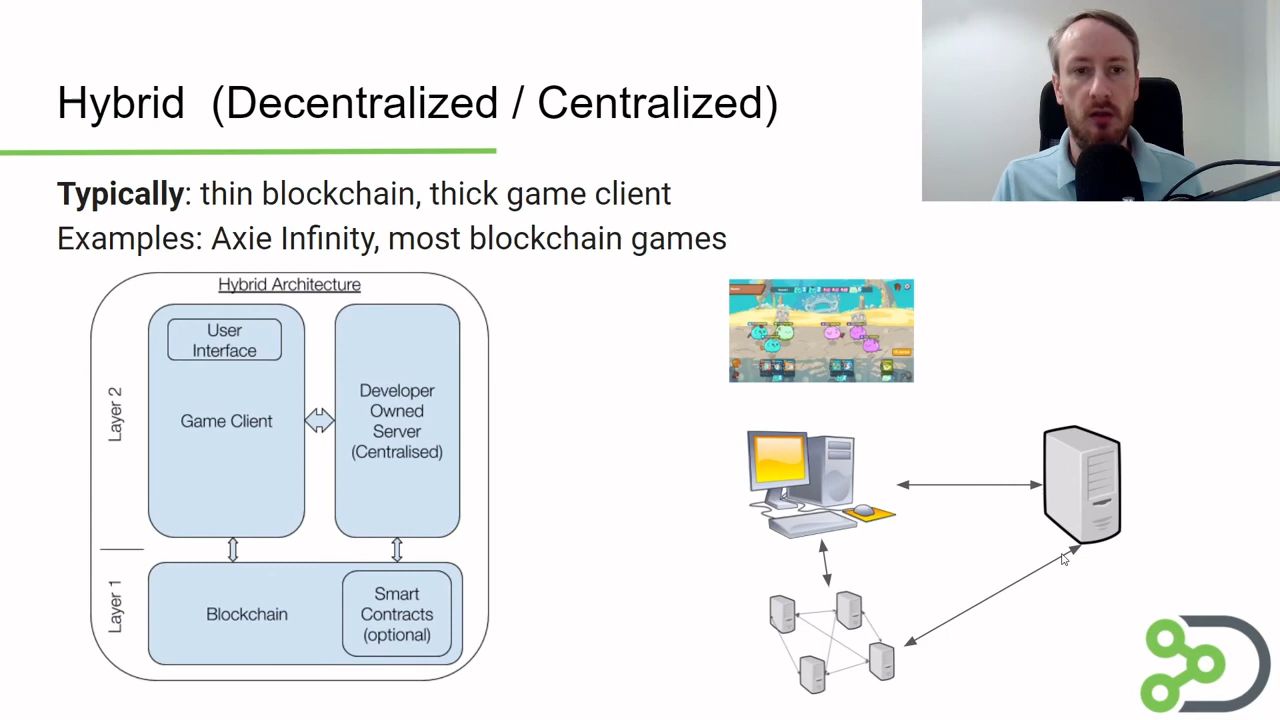 Hybrid (Decentralized / Centralized)
Typically: thin blockchain, thick game client
Examples: Axie Infinity, most blockchain games
Hybrid Architecture
Layer 2
User
Interface
Game Client
Developer
Owned
Server
(Centralised)
Layer 1
Blockchain
Smart
Contracts
(optional)